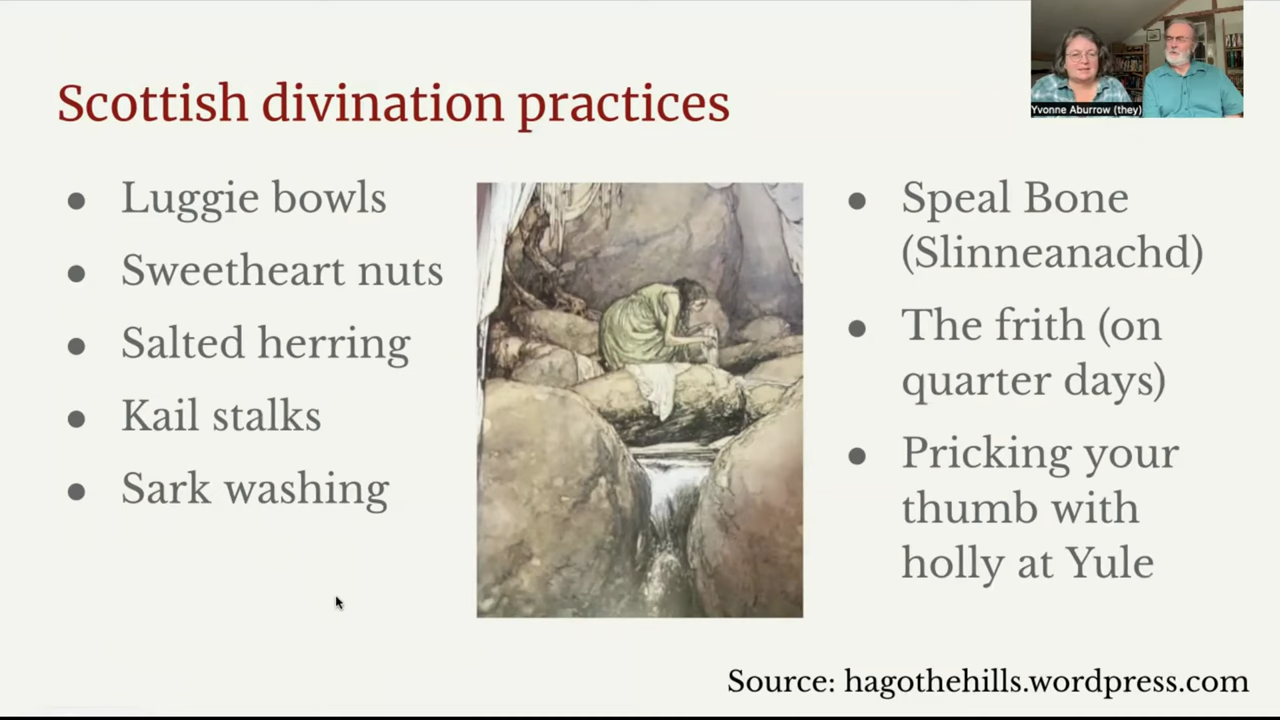 Scottish divination practices
Yvonne Aburrow (they)
● Luggie bowls
● Sweetheart nuts
● Salted herring
● Kail stalks
● Sark washing
● Speal Bone
(Slinneanachd)
● The frith (on
quarter days)
● Pricking your
thumb with
holly at Yule
Source: hagothehills.wordpress.com